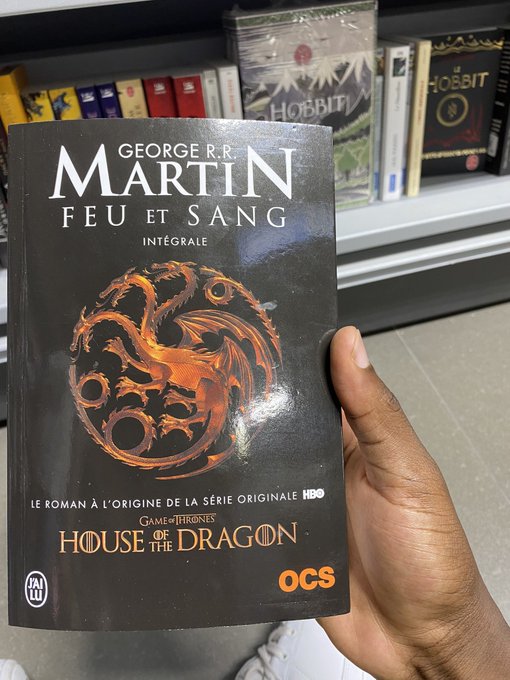 GEORGE R.R.
MARTIN
FEU ET SANG
INTÉGRALE
LE ROMAN À L'ORIGINE DE LA SÉRIE ORIGINALE HBO
GAME OF THRONES
HOUSE OF THE DRAGON
J'AI LU
OCS
HOBBIT
LE HOBBIT